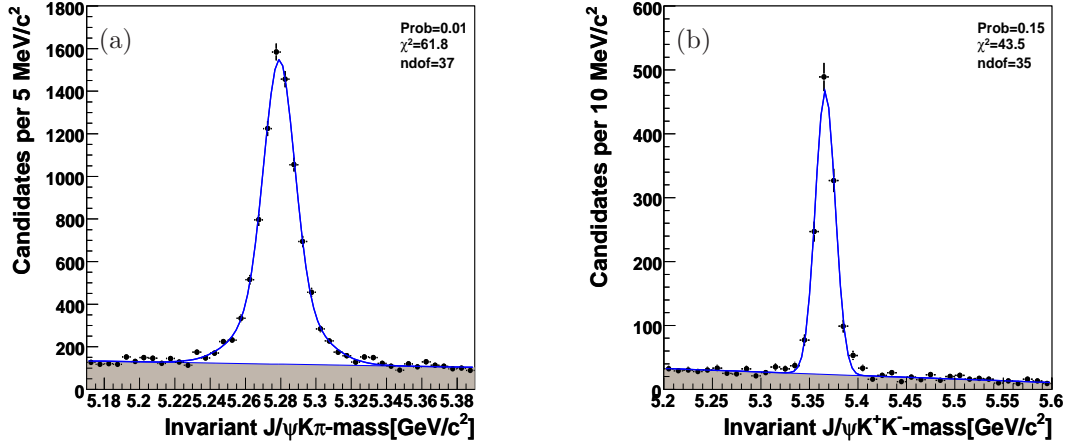 (a)
Prob=0.01
χ²=61.8
ndof=37
Candidates per 5 MeV/c²
1800
1600
1400
1200
1000
800
600
400
200
0
5.18 5.2 5.225 5.245 5.26 5.28 5.3 5.325 5.345 5.36 5.38
Invariant J/ψKπ-mass[GeV/c²]
(b)
Prob=0.15
χ²=43.5
ndof=35
Candidates per 10 MeV/c²
600
500
400
300
200
100
0
5.2 5.25 5.3 5.35 5.4 5.45 5.5 5.55 5.6
Invariant J/ψK⁺K⁻-mass[GeV/c²]